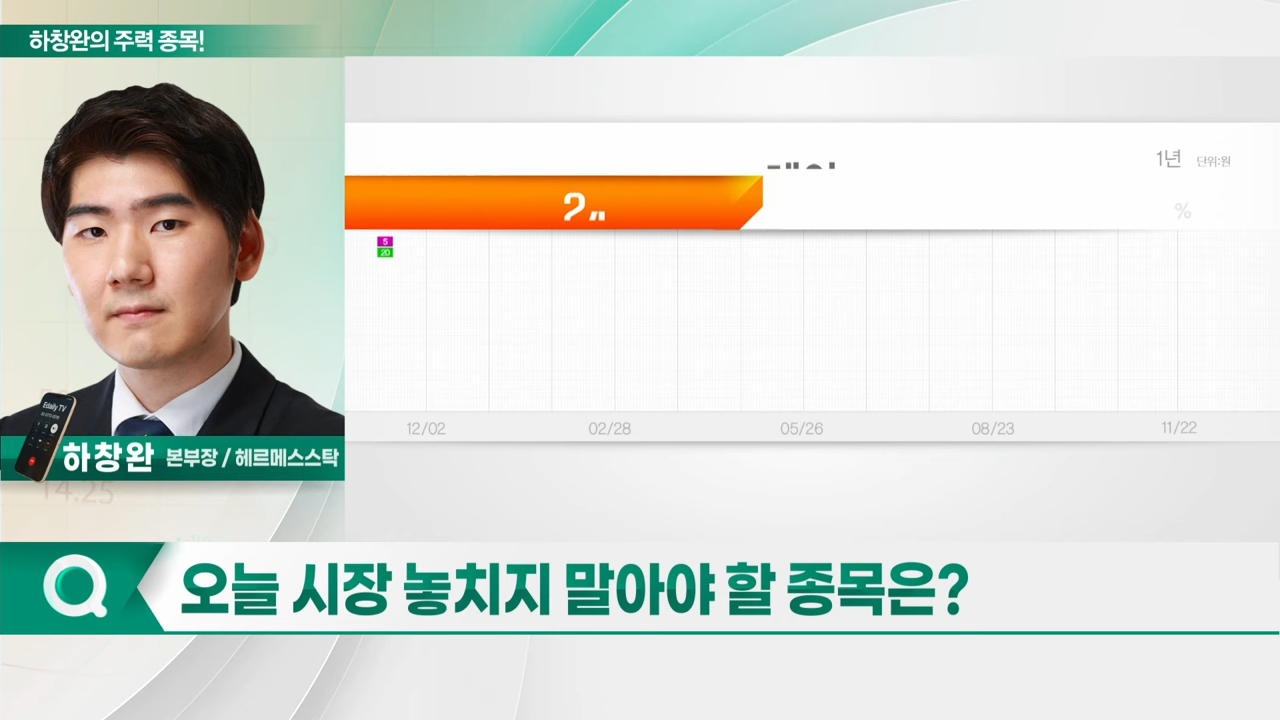 하창완의 주력 종목!
1년 단위:원
%
5
20
12/02 02/28 05/26 08/23 11/22
Edaily TV
하창완 본부장 / 헤르메스스탁
14.25
오늘 시장 놓치지 말아야 할 종목은?